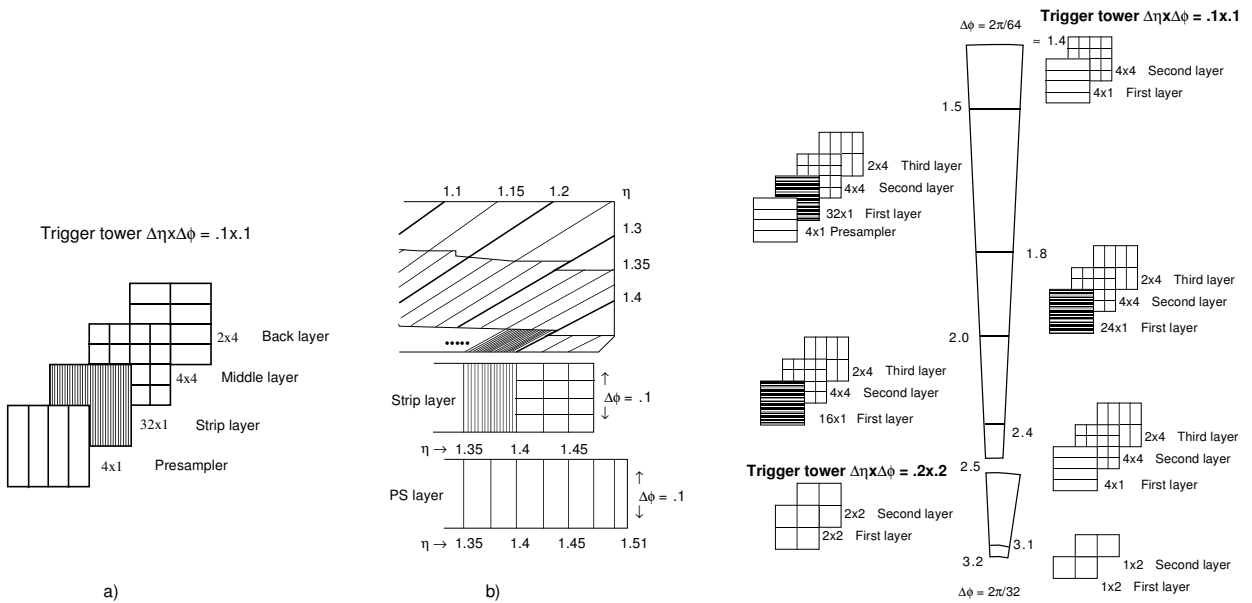 Trigger tower ΔηxΔϕ = .1x.1
2x4 Back layer
4x4 Middle layer
32x1 Strip layer
4x1 Presampler
a)
1.1 1.15 1.2 η
1.3
1.35
1.4
Strip layer
Δϕ = .1
η → 1.35 1.4 1.45
PS layer
Δϕ = .1
η → 1.35 1.4 1.45 1.51
b)
Δϕ = 2π/64
Trigger tower ΔηxΔϕ = .1x.1
≈ 1.4
4x4 Second layer
4x1 First layer
1.5
2x4 Third layer
4x4 Second layer
32x1 First layer
4x1 Presampler
1.8
2x4 Third layer
4x4 Second layer
24x1 First layer
2.0
2x4 Third layer
4x4 Second layer
16x1 First layer
2.4
2x4 Third layer
4x4 Second layer
4x1 First layer
2.5
Trigger tower ΔηxΔϕ = .2x.2
2x2 Second layer
2x2 First layer
3.1
3.2
1x2 Second layer
1x2 First layer
Δϕ = 2π/32